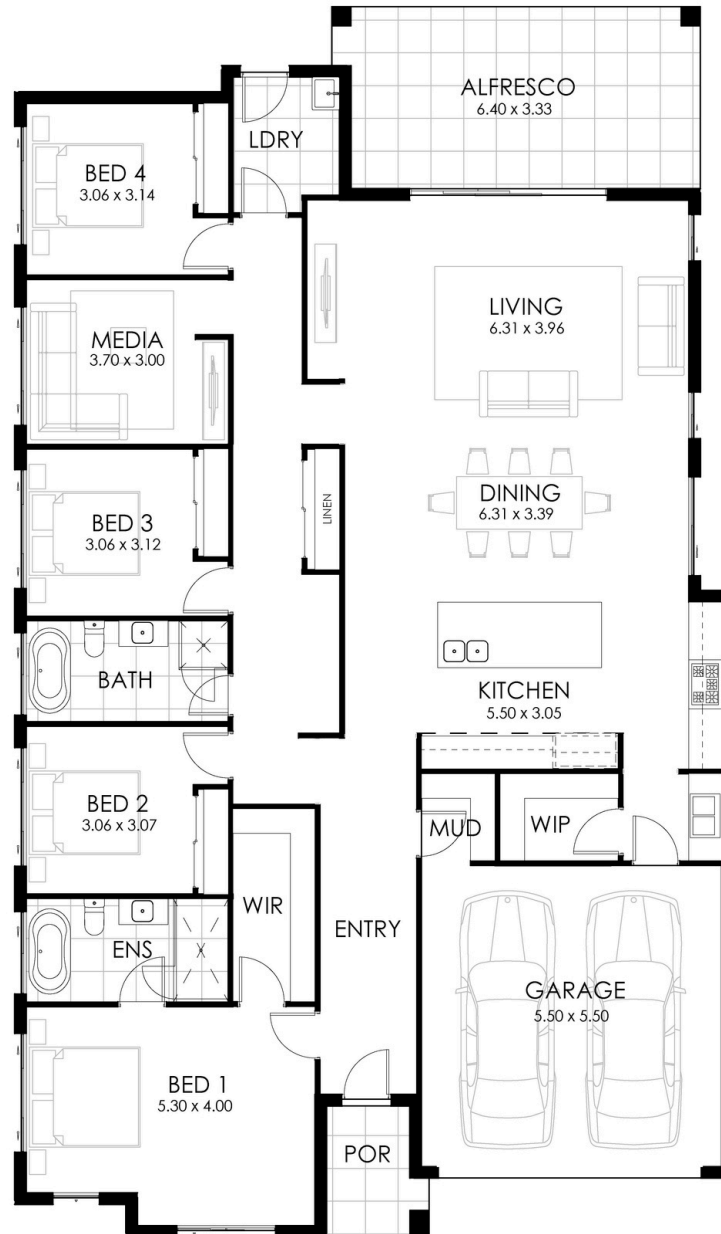 ALFRESCO
6.40 x 3.33
LDRY
BED 4
3.06 x 3.14
LIVING
6.31 x 3.96
MEDIA
3.70 x 3.00
LINEN
DINING
6.31 x 3.39
BED 3
3.06 x 3.12
BATH
KITCHEN
5.50 x 3.05
BED 2
3.06 x 3.07
MUD
WIP
WIR
ENTRY
ENS
GARAGE
5.50 x 5.50
BED 1
5.30 x 4.00
POR